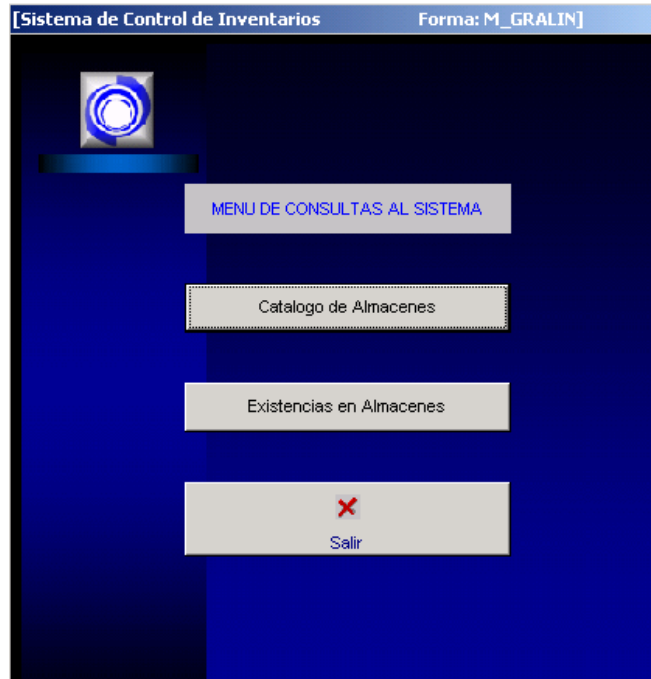 [Sistema de Control de Inventarios Forma: M_GRALIN]
MENU DE CONSULTAS AL SISTEMA
Catalogo de Almacenes
Existencias en Almacenes
Salir